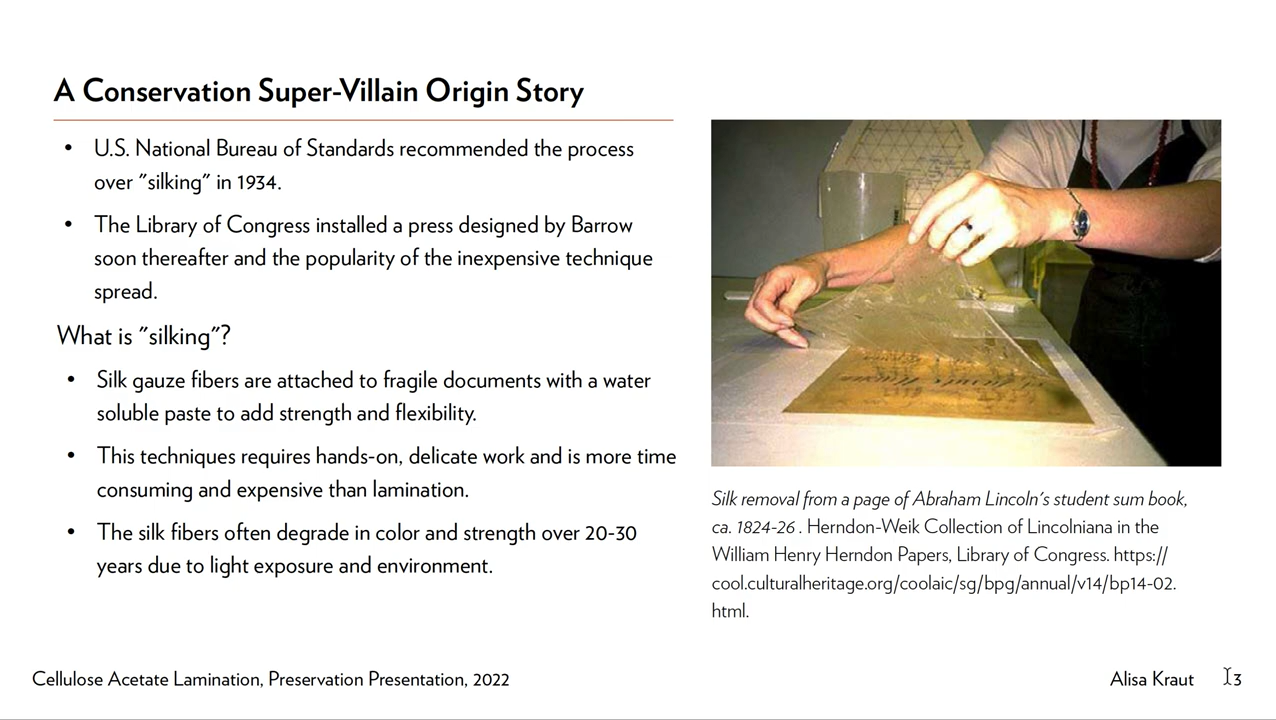 A Conservation Super-Villain Origin Story
• U.S. National Bureau of Standards recommended the process
over "silking" in 1934.
• The Library of Congress installed a press designed by Barrow
soon thereafter and the popularity of the inexpensive technique
spread.
What is "silking"?
• Silk gauze fibers are attached to fragile documents with a water
soluble paste to add strength and flexibility.
• This techniques requires hands-on, delicate work and is more time
consuming and expensive than lamination.
• The silk fibers often degrade in color and strength over 20-30
years due to light exposure and environment.
Silk removal from a page of Abraham Lincoln's student sum book,
ca. 1824-26 . Herndon-Weik Collection of Lincolniana in the
William Henry Herndon Papers, Library of Congress. https://
cool.culturalheritage.org/coolaic/sg/bpg/annual/v14/bp14-02.
html.
Cellulose Acetate Lamination, Preservation Presentation, 2022
Alisa Kraut
3